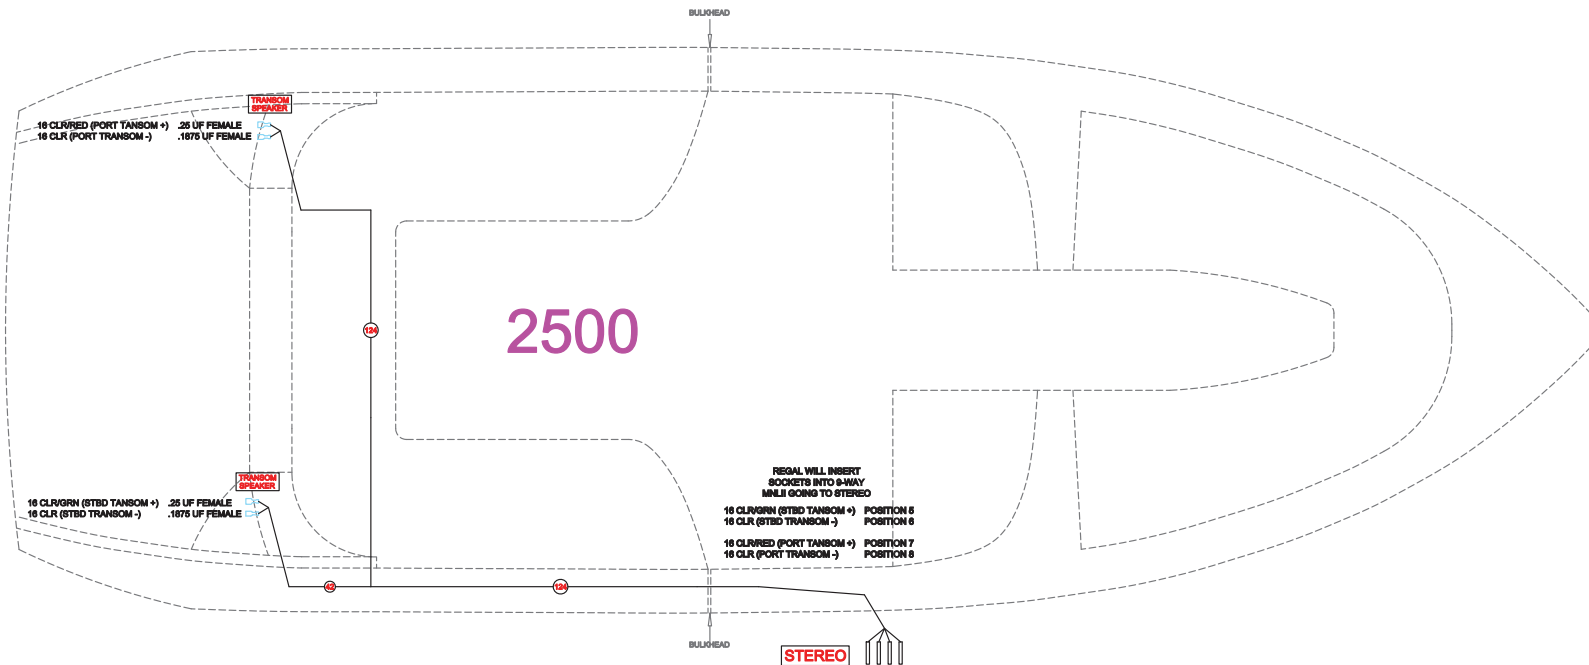 BULKHEAD
TRANSOM
SPEAKER
16 CLR/RED (PORT TANSOM +) .25 UF FEMALE
16 CLR (PORT TRANSOM -) .1875 UF FEMALE
124
2500
TRANSOM
SPEAKER
16 CLR/GRN (STBD TANSOM +) .25 UF FEMALE
16 CLR (STBD TRANSOM -) .1875 UF FEMALE
REGAL WILL INSERT
SOCKETS INTO 9-WAY
MNLII GOING TO STEREO
16 CLR/GRN (STBD TANSOM +) POSITION 5
16 CLR (STBD TRANSOM -) POSITION 6
16 CLR/RED (PORT TANSOM +) POSITION 7
16 CLR (PORT TRANSOM -) POSITION 8
42
124
BULKHEAD
STEREO